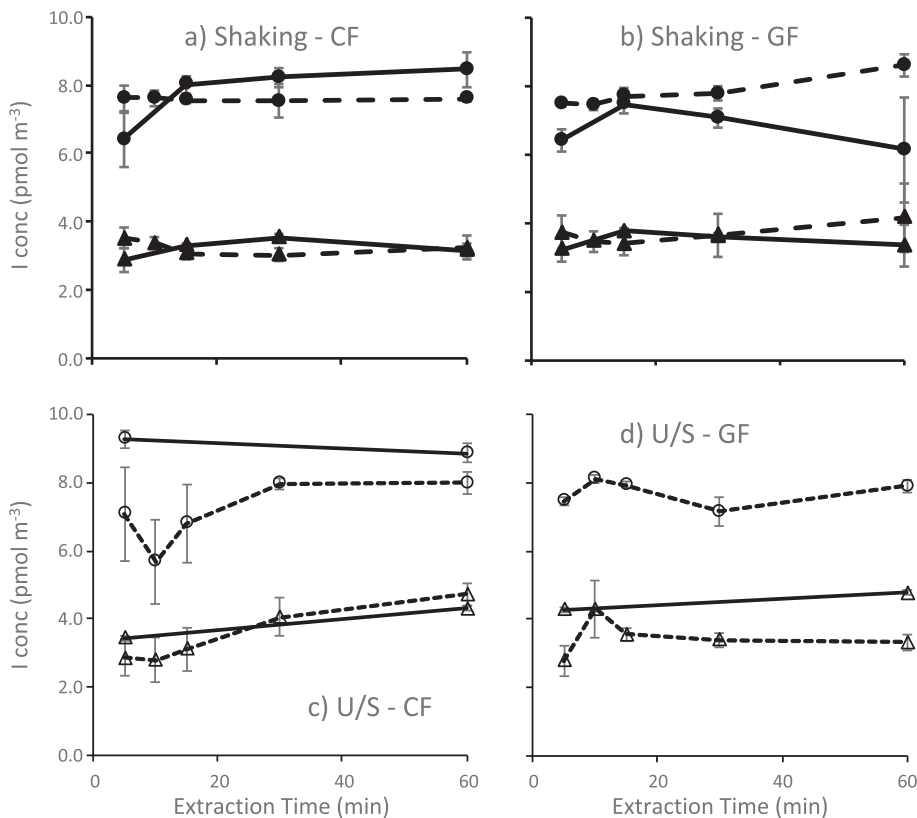 a) Shaking - CF
b) Shaking - GF
10.0
8.0
6.0
4.0
2.0
0.0
I conc (pmol m⁻³)
10.0
8.0
6.0
4.0
2.0
0.0
I conc (pmol m⁻³)
c) U/S - CF
d) U/S - GF
0 20 40 60
Extraction Time (min)
0 20 40 60
Extraction Time (min)